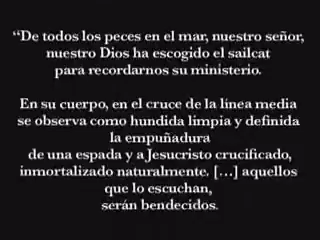 “De todos los peces en el mar, nuestro señor,
nuestro Dios ha escogido el sailcat
para recordarnos su ministerio.
En su cuerpo, en el cruce de la línea media
se observa como hundida limpia y definida
la empuñadura
de una espada y a Jesucristo crucificado,
inmortalizado naturalmente. [...] aquellos
que lo escuchan,
serán bendecidos.